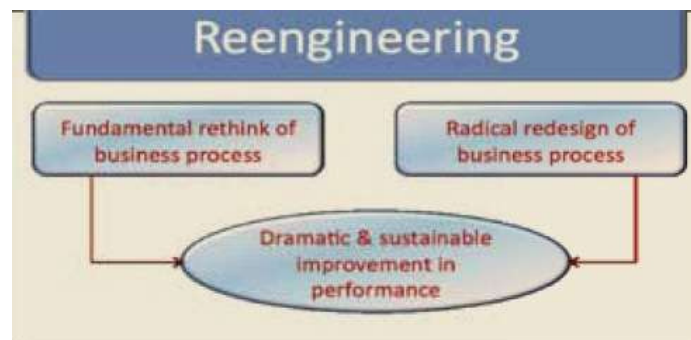 Reengineering
Fundamental rethink of
business process
Radical redesign of
business process
Dramatic & sustainable
improvement in
performance